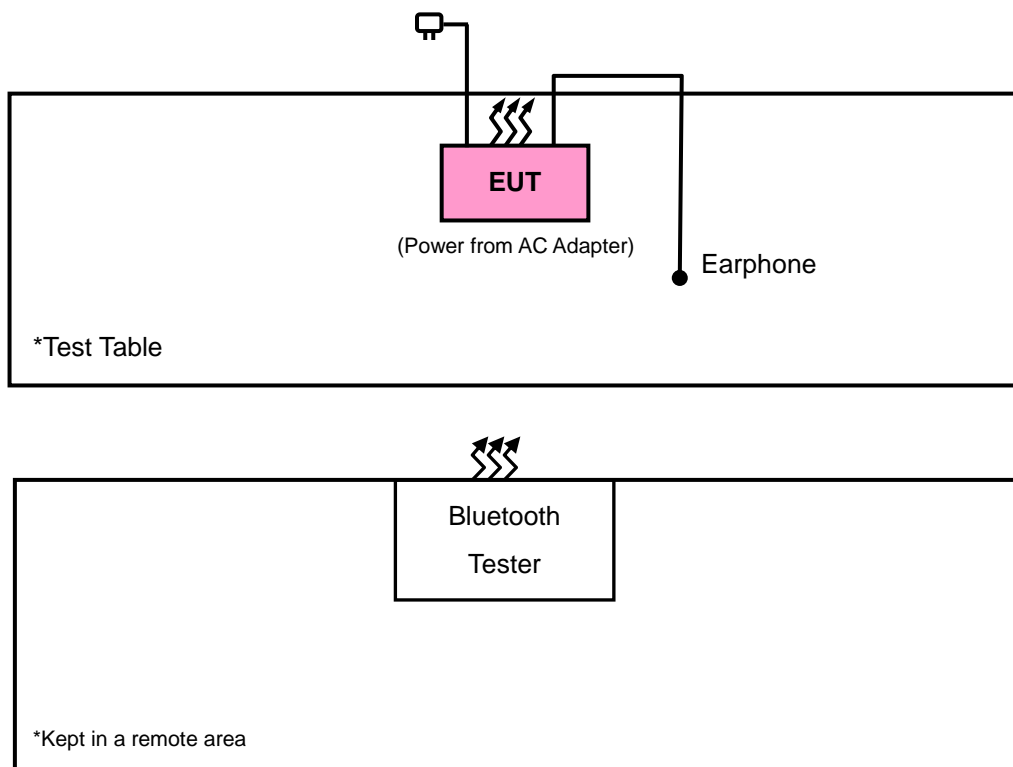 EUT
(Power from AC Adapter)
Earphone
*Test Table
Bluetooth
Tester
*Kept in a remote area